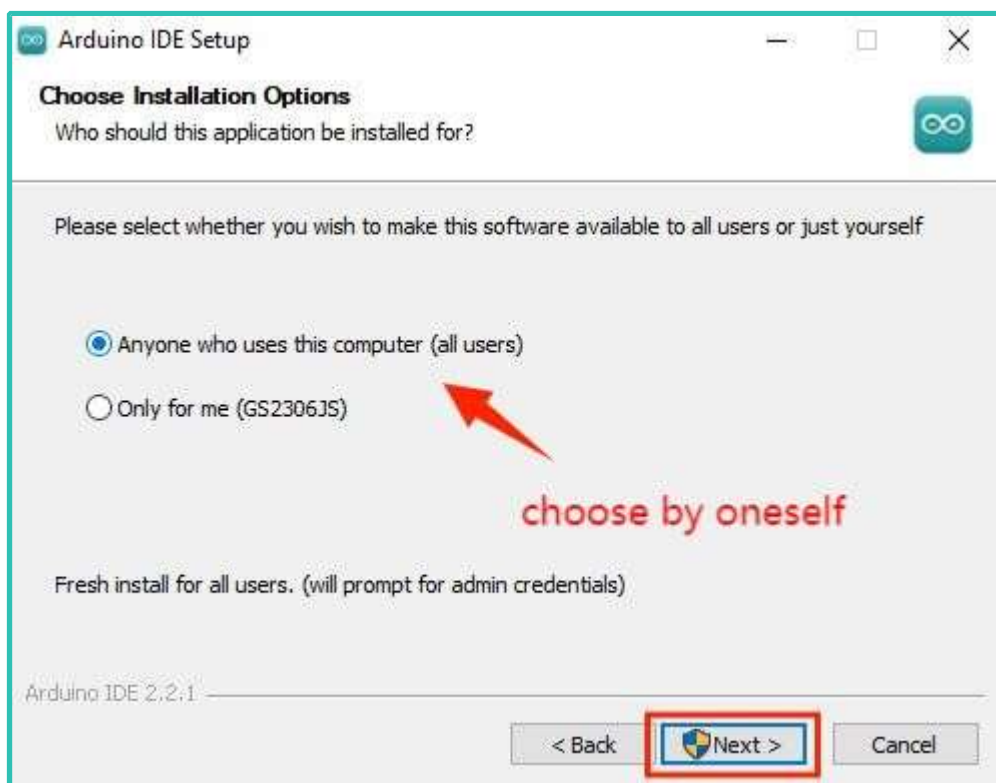 Arduino IDE Setup
Choose Installation Options
Who should this application be installed for?
Please select whether you wish to make this software available to all users or just yourself
Anyone who uses this computer (all users)
Only for me (GS2306JS)
choose by oneself
Fresh install for all users. (will prompt for admin credentials)
Arduino IDE 2.2.1
< Back Next > Cancel